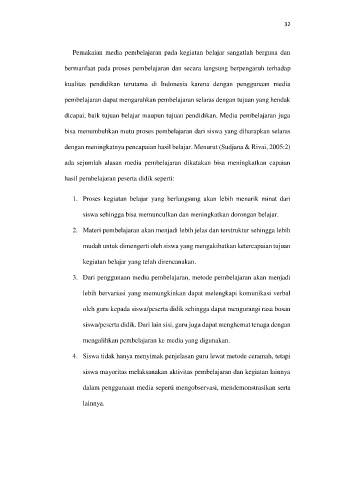 32
Pemakaian media pembelajaran pada kegiatan belajar sangatlah berguna dan
bermanfaat pada proses pembelajaran dan secara langsung berpengaruh terhadap
kualitas pendidikan terutama di Indonesia karena dengan penggunaan media
pembelajaran dapat mengarahkan pembelajaran selaras dengan tujuan yang hendak
dicapai, baik tujuan belajar maupun tujuan pendidikan. Media pembelajaran juga
bisa menumbuhkan mutu proses pembelajaran dari siswa yang diharapkan selaras
dengan meningkatnya pencapaian hasil belajar. Menurut (Sudjana & Rivai, 2005:2)
ada sejumlah alasan media pembelajaran dikatakan bisa meningkatkan capaian
hasil pembelajaran peserta didik seperti:
1. Proses kegiatan belajar yang berlangsung akan lebih menarik minat dari
siswa sehingga bisa memunculkan dan meningkatkan dorongan belajar.
2. Materi pembelajaran akan menjadi lebih jelas dan terstruktur sehingga lebih
mudah untuk dimengerti oleh siswa yang mengakibatkan ketercapaian tujuan
kegiatan belajar yang telah direncanakan.
3. Dari penggunaan media pembelajaran, metode pembelajaran akan menjadi
lebih bervariasi yang memungkinkan dapat melengkapi komunikasi verbal
oleh guru kepada siswa/peserta didik sehingga dapat mengurangi rasa bosan
siswa/peserta didik. Dari lain sisi, guru juga dapat menghemat tenaga dengan
mengalihkan pembelajaran ke media yang digunakan.
4. Siswa tidak hanya menyimak penjelasan guru lewat metode ceramah, tetapi
siswa mayoritas melaksanakan aktivitas pembelajaran dan kegiatan lainnya
dalam penggunaan media seperti mengobservasi, mendemonstrasikan serta
lainnya.